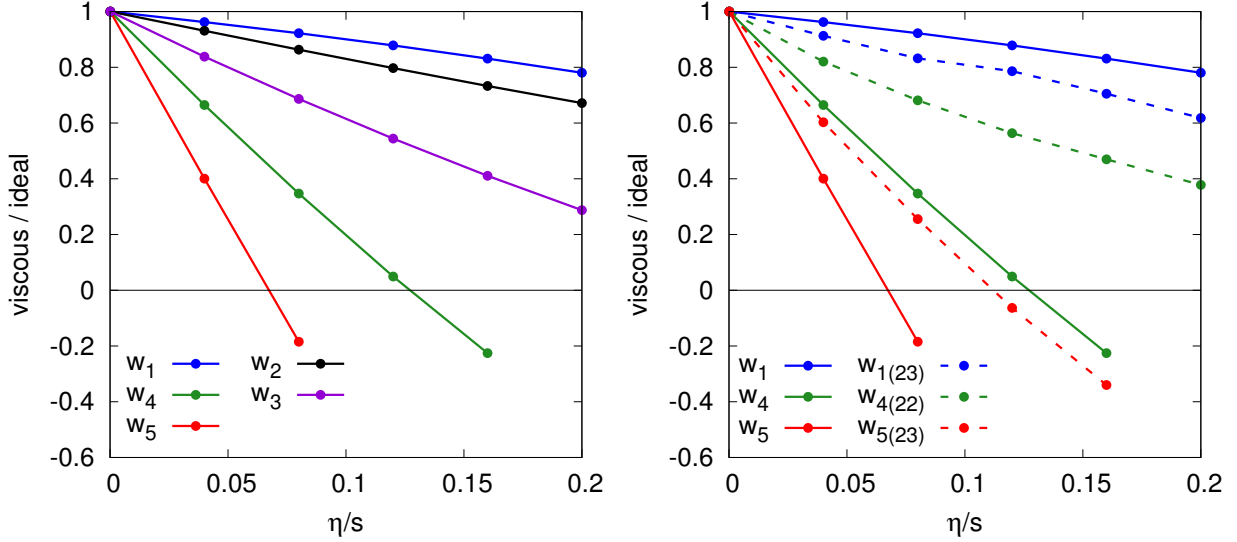 viscous / ideal
1
0.8
0.6
0.4
0.2
0
-0.2
-0.4
-0.6
w₁ w₂
w₄ w₃
w₅
0 0.05 0.1 0.15 0.2
η/s
viscous / ideal
1
0.8
0.6
0.4
0.2
0
-0.2
-0.4
-0.6
w₁ w₁₍₂₃₎
w₄ w₄₍₂₂₎
w₅ w₅₍₂₃₎
0 0.05 0.1 0.15 0.2
η/s